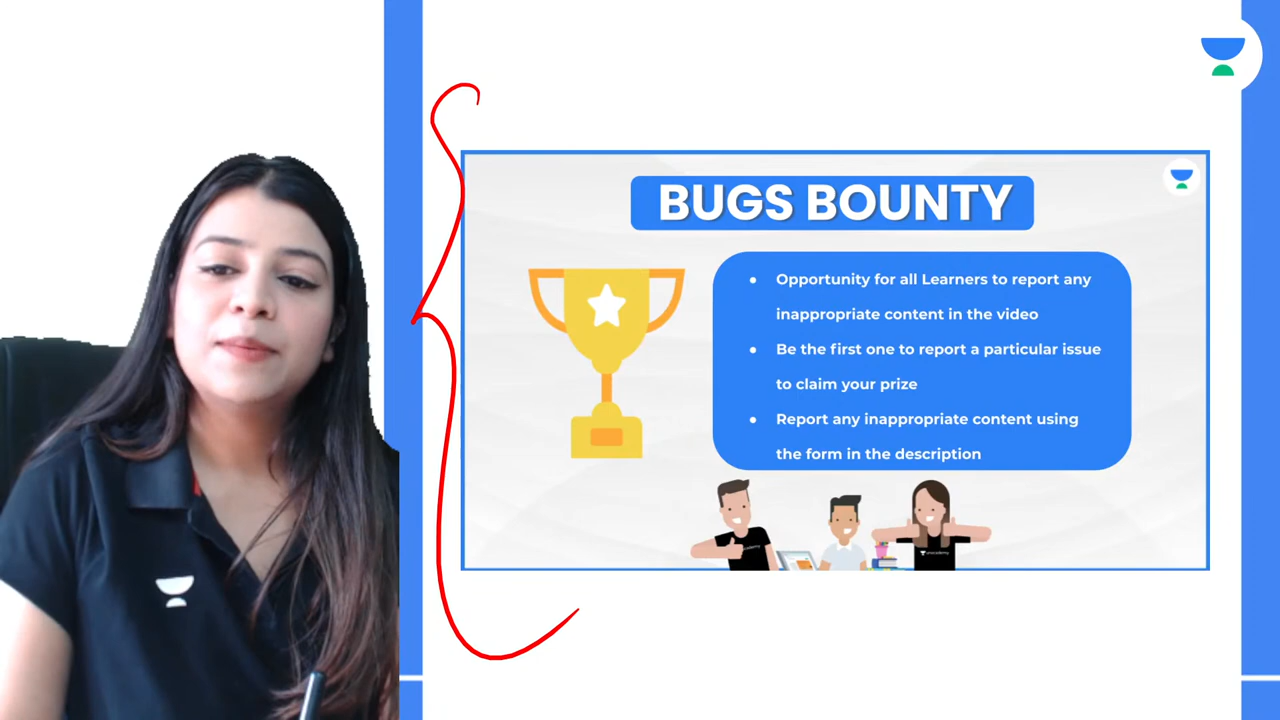 BUGS BOUNTY
• Opportunity for all Learners to report any
inappropriate content in the video
• Be the first one to report a particular issue
to claim your prize
• Report any inappropriate content using
the form in the description
unacademy